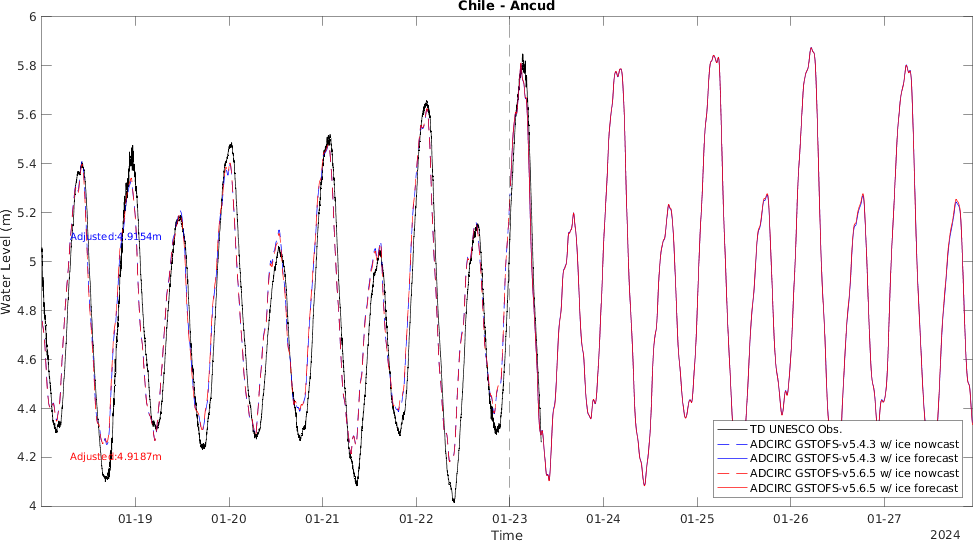 Chile - Ancud
6
5.8
5.6
5.4
5.2
5
4.8
4.6
4.4
4.2
4
Water Level (m)
Adjusted:4.9154m
Adjusted:4.9187m
TD UNESCO Obs.
ADCIRC GSTOFS-v5.4.3 w/ ice nowcast
ADCIRC GSTOFS-v5.4.3 w/ ice forecast
ADCIRC GSTOFS-v5.6.5 w/ ice nowcast
ADCIRC GSTOFS-v5.6.5 w/ ice forecast
01-19 01-20 01-21 01-22 01-23 01-24 01-25 01-26 01-27
Time
2024